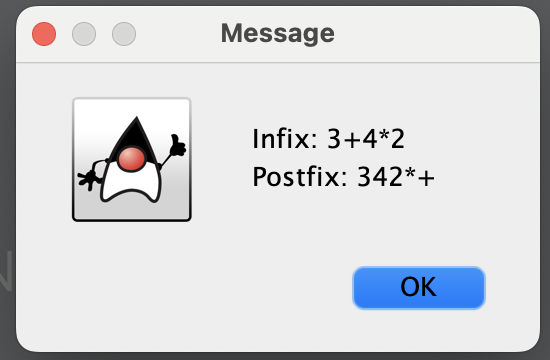 Message
Infix: 3+4*2
Postfix: 342*+
OK